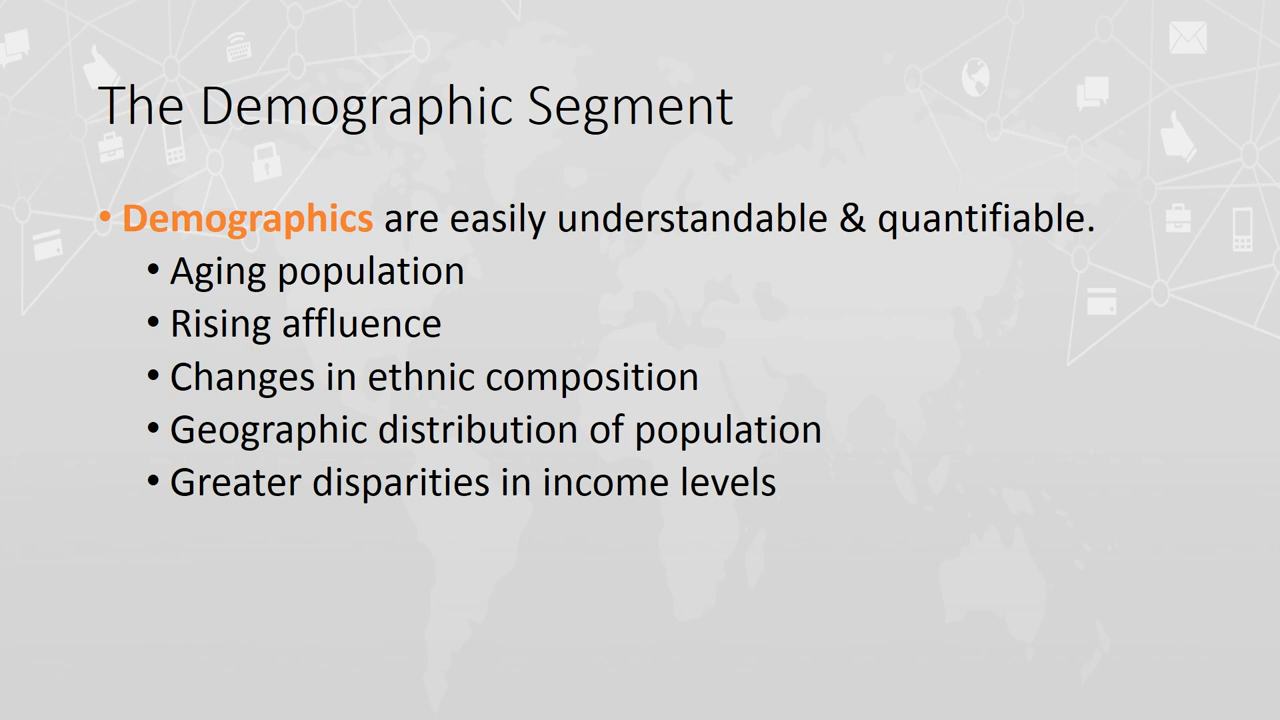 The Demographic Segment
• Demographics are easily understandable & quantifiable.
• Aging population
• Rising affluence
• Changes in ethnic composition
• Geographic distribution of population
• Greater disparities in income levels